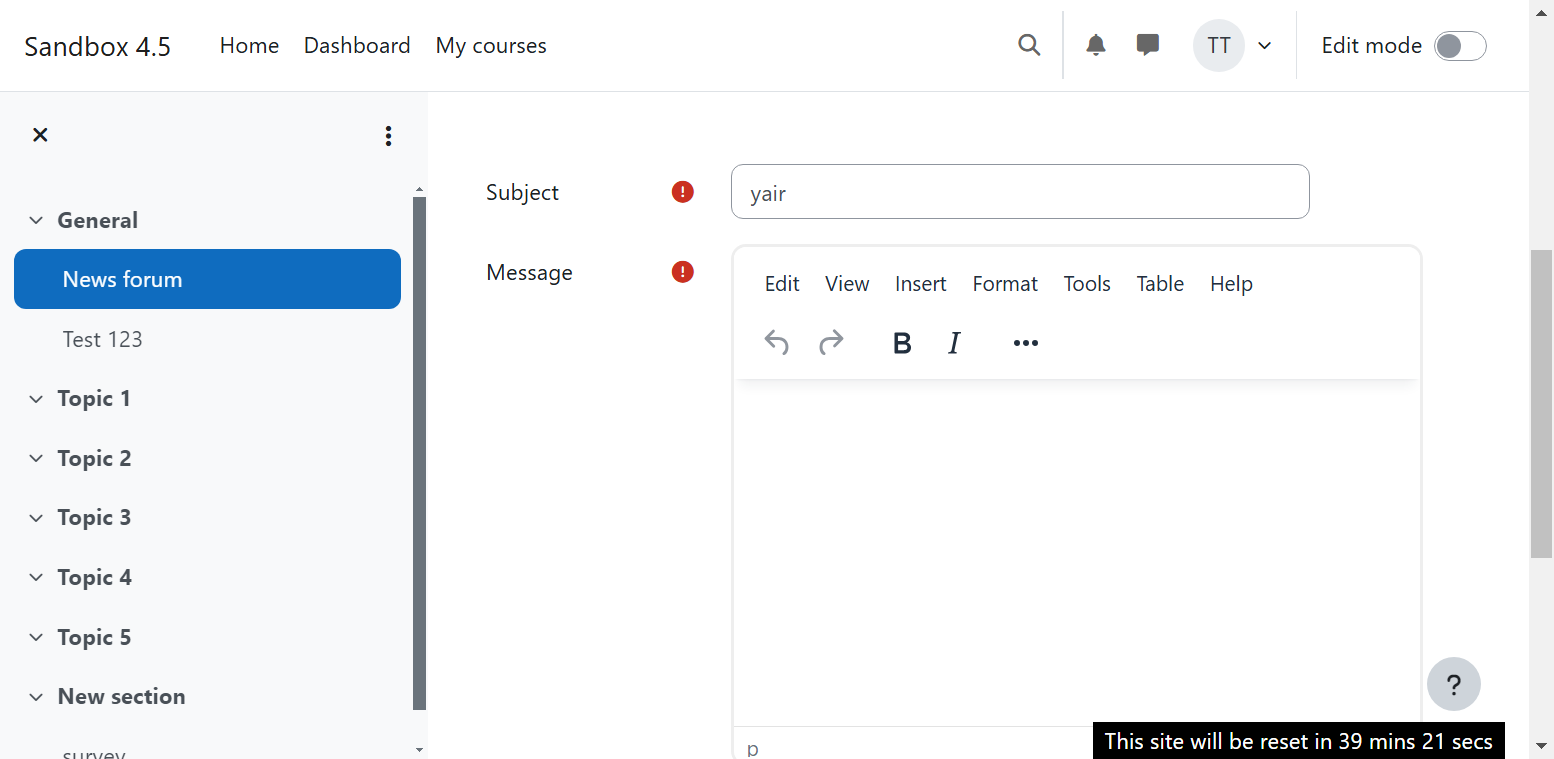 Sandbox 4.5 Home Dashboard My courses TT Edit mode
General
News forum
Test 123
Topic 1
Topic 2
Topic 3
Topic 4
Topic 5
New section
survey
Subject yair
Message
Edit View Insert Format Tools Table Help
B I
p
?
This site will be reset in 39 mins 21 secs